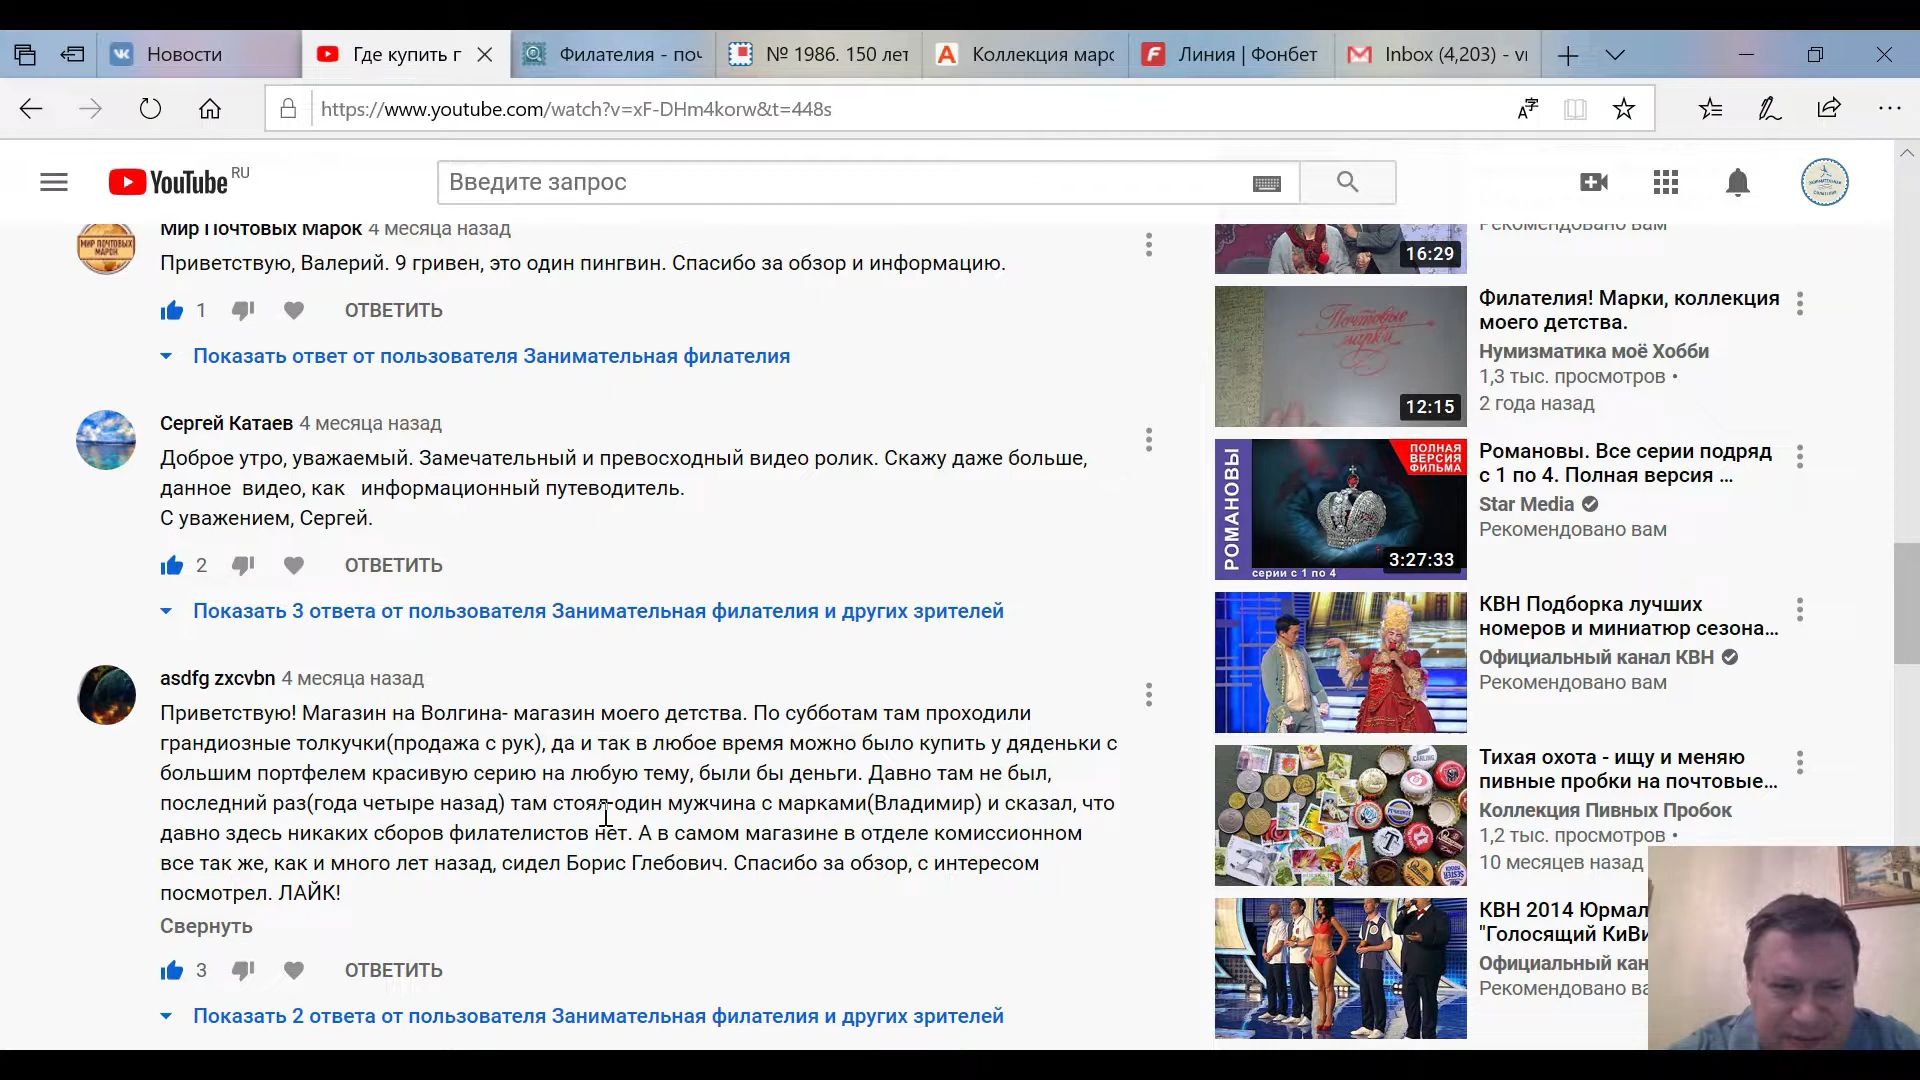 Новости
Где купить г
Филателия - поч
№ 1986. 150 лет
Коллекция марс
Линия | Фонбет
Inbox (4,203) - vi
https://www.youtube.com/watch?v=xF-DHm4korw&t=448s
YouTube RU
Введите запрос
Мир Почтовых Марок 4 месяца назад
МИР ПОЧТОВЫХ МАРОК
Приветствую, Валерий. 9 гривен, это один пингвин. Спасибо за обзор и информацию.
1 ОТВЕТИТЬ
Показать ответ от пользователя Занимательная филателия
Сергей Катаев 4 месяца назад
Доброе утро, уважаемый. Замечательный и превосходный видео ролик. Скажу даже больше,
данное видео, как информационный путеводитель.
С уважением, Сергей.
2 ОТВЕТИТЬ
Показать 3 ответа от пользователя Занимательная филателия и других зрителей
asdfg zxcvbn 4 месяца назад
Приветствую! Магазин на Волгина- магазин моего детства. По субботам там проходили
грандиозные толкучки(продажа с рук), да и так в любое время можно было купить у дяденьки с
большим портфелем красивую серию на любую тему, были бы деньги. Давно там не был,
последний раз(года четыре назад) там стоял один мужчина с марками(Владимир) и сказал, что
давно здесь никаких сборов филателистов нет. А в самом магазине в отделе комиссионном
все так же, как и много лет назад, сидел Борис Глебович. Спасибо за обзор, с интересом
посмотрел. ЛАЙК!
Свернуть
3 ОТВЕТИТЬ
Показать 2 ответа от пользователя Занимательная филателия и других зрителей
Рекомендовано вам
16:29
Почтовые марки
12:15
Филателия! Марки, коллекция
моего детства.
Нумизматика моё Хобби
1,3 тыс. просмотров •
2 года назад
РОМАНОВЫ
ПОЛНАЯ
ВЕРСИЯ
ФИЛЬМА
серии с 1 по 4
3:27:33
Романовы. Все серии подряд
с 1 по 4. Полная версия ...
Star Media
Рекомендовано вам
КВН Подборка лучших
номеров и миниатюр сезона...
Официальный канал КВН
Рекомендовано вам
Тихая охота - ищу и меняю
пивные пробки на почтовые...
Коллекция Пивных Пробок
1,2 тыс. просмотров •
10 месяцев назад
КВН 2014 Юрмал
"Голосящий КиВи
Официальный кан
Рекомендовано ва